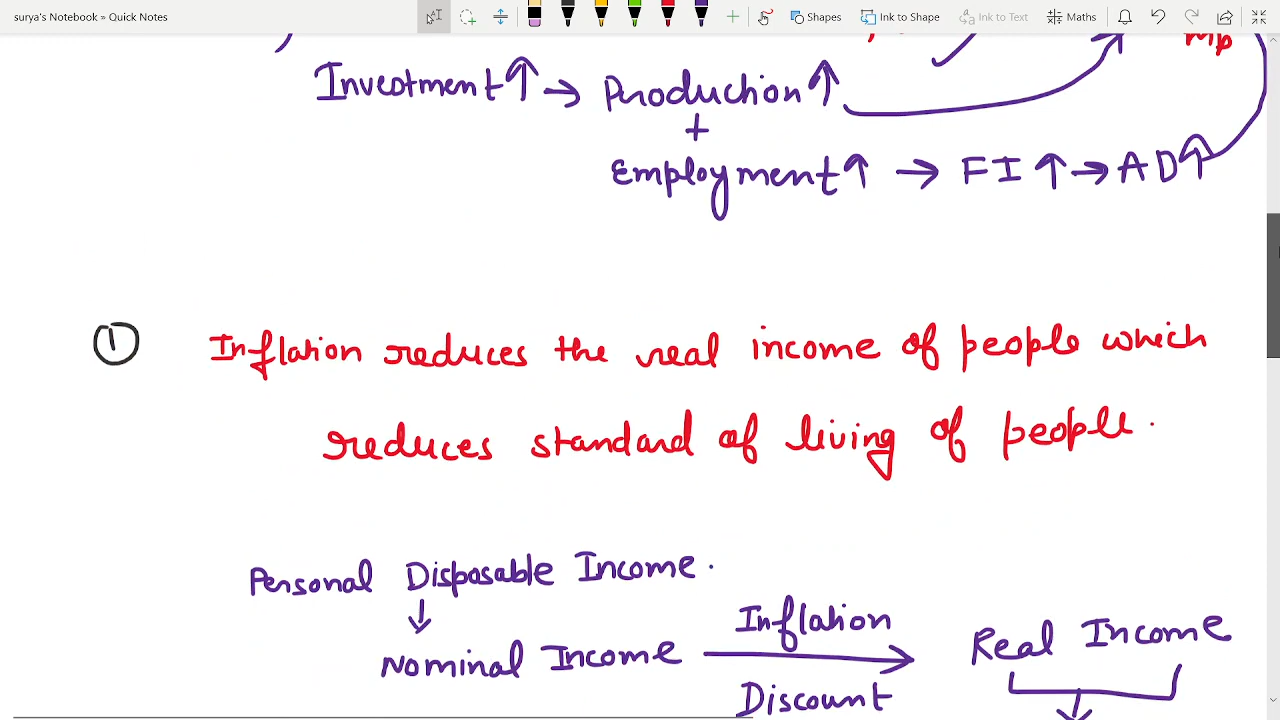 surya's Notebook » Quick Notes
Shapes Ink to Shape Ink to Text Maths
Investment↑ → Production↑
+
Employment↑ → FI↑ → AD↑
① Inflation reduces the real income of people which
reduces standard of living of people.
Personal Disposable Income.
↓
Nominal Income Inflation Real Income
Discount